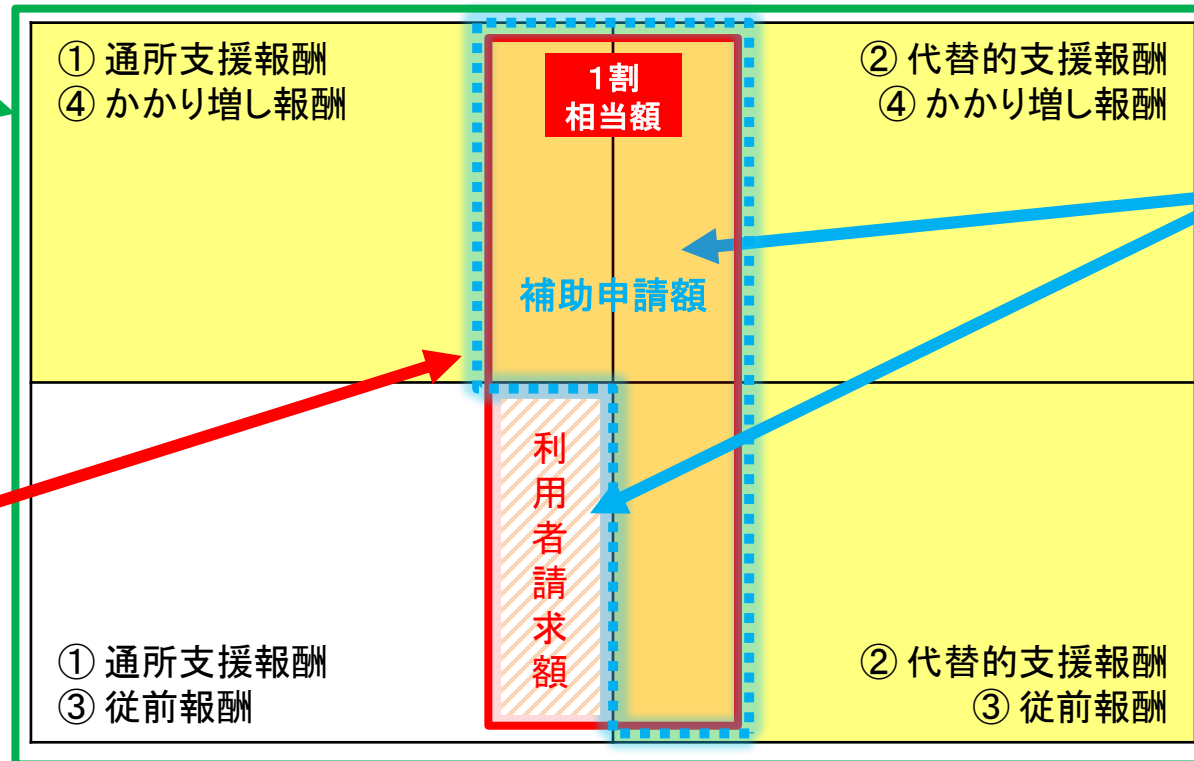 ① 通所支援報酬
④ かかり増し報酬
1割
相当額
② 代替的支援報酬
④ かかり増し報酬
補助申請額
利用者請求額
① 通所支援報酬
③ 従前報酬
② 代替的支援報酬
③ 従前報酬